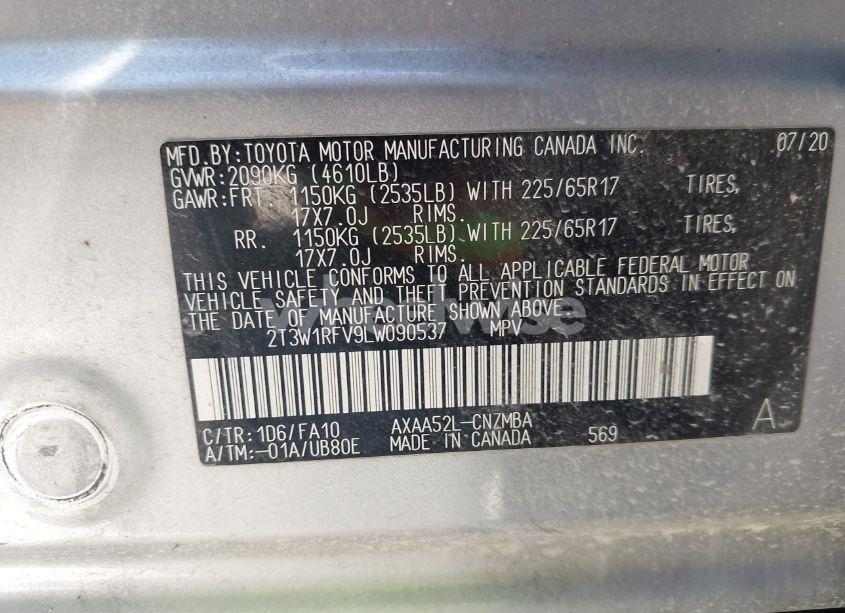 MFD.BY:TOYOTA MOTOR MANUFACTURING CANADA INC. 07/20
GVWR:2090KG (4610LB)
GAWR:FRT. 1150KG (2535LB) WITH 225/65R17 TIRES,
17X7.0J RIMS.
RR. 1150KG (2535LB) WITH 225/65R17 TIRES,
17X7.0J RIMS.
THIS VEHICLE CONFORMS TO ALL APPLICABLE FEDERAL MOTOR
VEHICLE SAFETY AND THEFT PREVENTION STANDARDS IN EFFECT ON
THE DATE OF MANUFACTURE SHOWN ABOVE.
2T3W1RFV9LW090537 MPV
C/TR:1D6/FA10 AXAA52L-CNZMBA A
A/TM:-01A/UB80E MADE IN CANADA 569